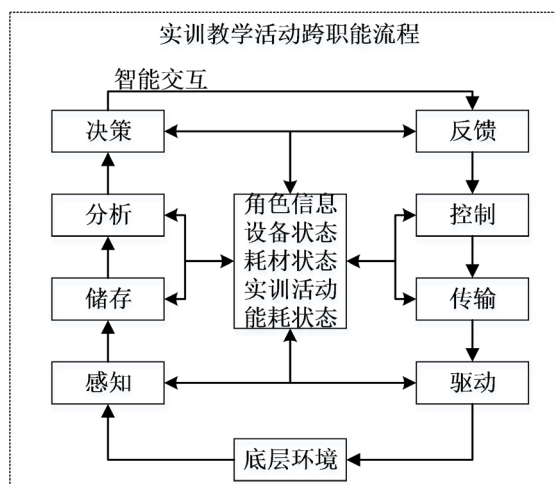 实训教学活动跨职能流程
智能交互
决策
反馈
分析
角色信息
设备状态
耗材状态
实训活动
能耗状态
控制
储存
传输
感知
驱动
底层环境